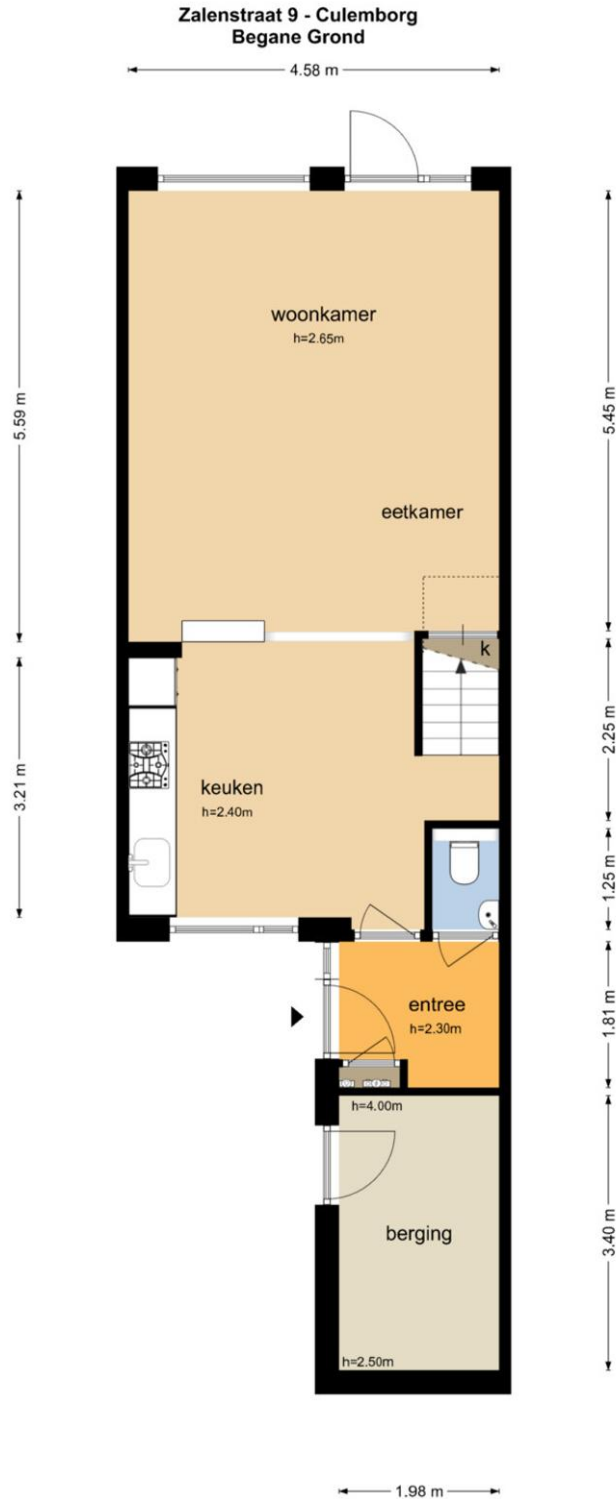 Zalenstraat 9 - Culemborg
Begane Grond
4.58 m
woonkamer
h=2.65m
5.59 m
5.45 m
eetkamer
k
2.25 m
keuken
h=2.40m
3.21 m
1.25 m
entree
h=2.30m
1.81 m
h=4.00m
berging
3.40 m
h=2.50m
1.98 m